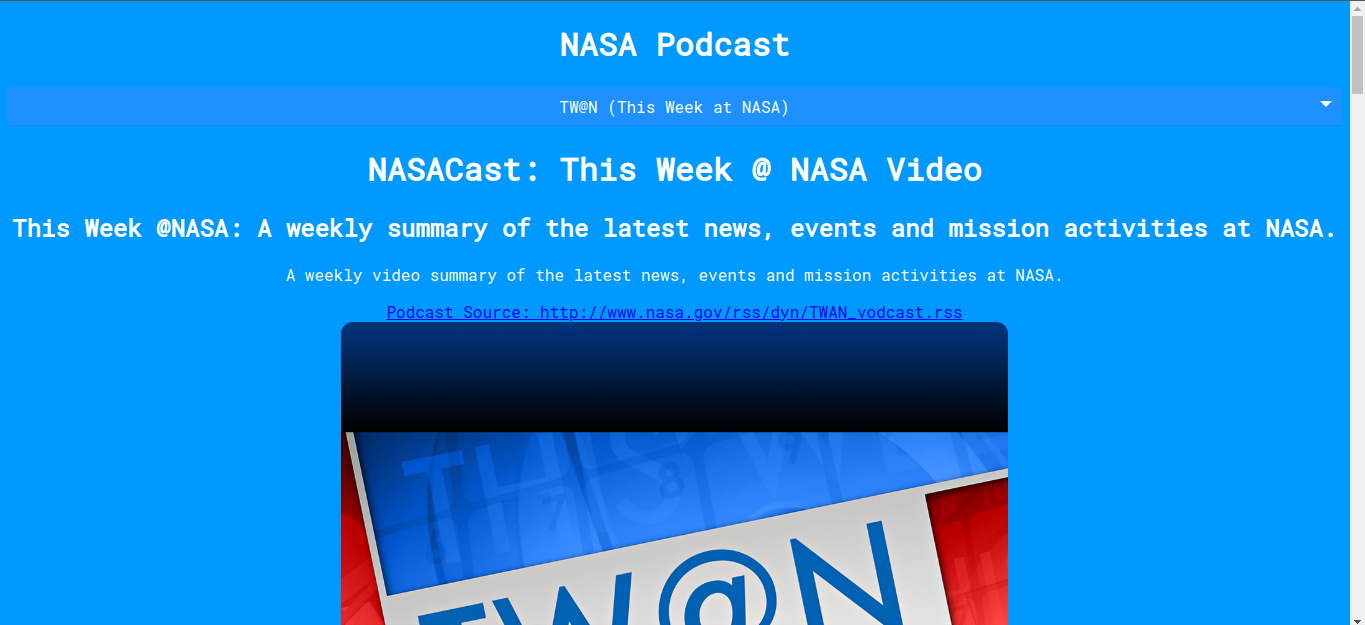 NASA Podcast
TW@N (This Week at NASA)
NASACast: This Week @ NASA Video
This Week @NASA: A weekly summary of the latest news, events and mission activities at NASA.
A weekly video summary of the latest news, events and mission activities at NASA.
Podcast Source: http://www.nasa.gov/rss/dyn/TWAN_vodcast.rss
THIS WE
TW@N